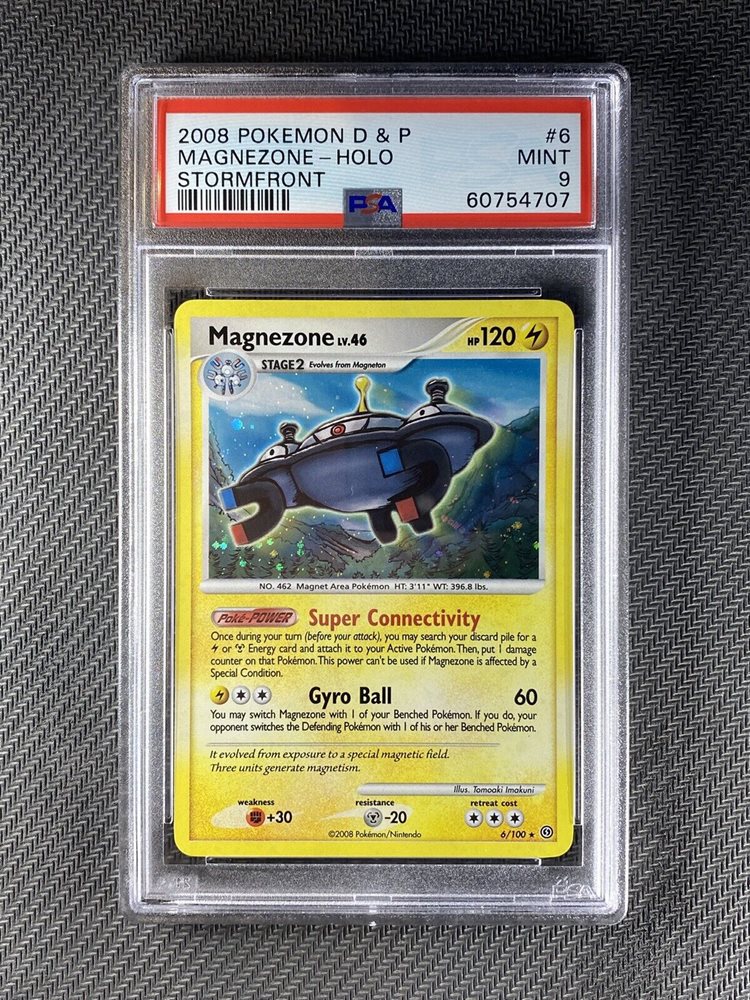 2008 POKEMON D & P #6
MAGNEZONE - HOLO MINT
STORMFRONT 9
PSA 60754707
Magnezone LV.46 HP 120
STAGE 2 Evolves from Magneton
NO. 462 Magnet Area Pokémon HT: 3'11" WT: 396.8 lbs.
Poké-POWER Super Connectivity
Once during your turn (before your attack), you may search your discard pile for a
or Energy card and attach it to your Active Pokémon. Then, put 1 damage
counter on that Pokémon. This power can't be used if Magnezone is affected by a
Special Condition.
Gyro Ball 60
You may switch Magnezone with 1 of your Benched Pokémon. If you do, your
opponent switches the Defending Pokémon with 1 of his or her Benched Pokémon.
It evolved from exposure to a special magnetic field.
Three units generate magnetism.
Illus. Tomoaki Imakuni
weakness resistance retreat cost
+30 -20
©2008 Pokémon/Nintendo 6/100 ★